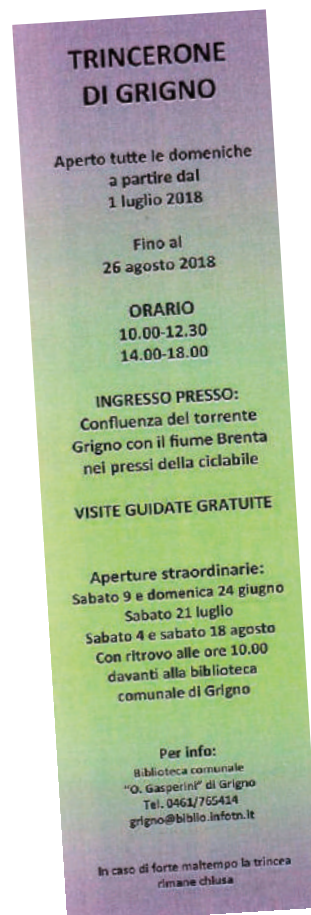 TRINCERONE
DI GRIGNO
Aperto tutte le domeniche
a partire dal
1 luglio 2018
Fino al
26 agosto 2018
ORARIO
10.00-12.30
14.00-18.00
INGRESSO PRESSO:
Confluenza del torrente
Grigno con il fiume Brenta
nei pressi della ciclabile
VISITE GUIDATE GRATUITE
Aperture straordinarie:
Sabato 9 e domenica 24 giugno
Sabato 21 luglio
Sabato 4 e sabato 18 agosto
Con ritrovo alle ore 10.00
davanti alla biblioteca
comunale di Grigno
Per info:
Biblioteca comunale
"O. Gasperini" di Grigno
Tel. 0461/765414
grigno@biblio.infotn.it
In caso di forte maltempo la trincea
rimane chiusa